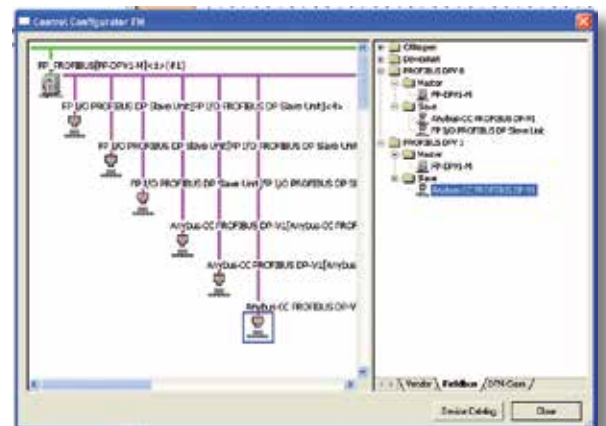 Control Configurator FM
FP_PROFIBUS[FP-DPV1-M]<1>(#1)
FP I/O PROFIBUS DP Slave Unit[FP I/O PROFIBUS DP Slave Unit]<4>
FP I/O PROFIBUS DP Slave Unit[FP I/O PROFIBUS DP Slave Unit
FP I/O PROFIBUS DP Slave Unit[FP I/O PROFIBUS DP Sl
Anybus-CC PROFIBUS DP-V1[Anybus-CC PROF
Anybus-CC PROFIBUS DP-V1[Anybus
Anybus-CC PROFIBUS DP-V
DeviceNet
PROFIBUS DPV 0
Master
FP-DPV1-M
Slave
Anybus-CC PROFIBUS DP-V1
FP I/O PROFIBUS DP Slave Unit
PROFIBUS DPV 1
Master
FP-DPV1-M
Slave
Anybus-CC PROFIBUS DP-V1
Vendor Fieldbus DTM-Class
Device Catalog Close